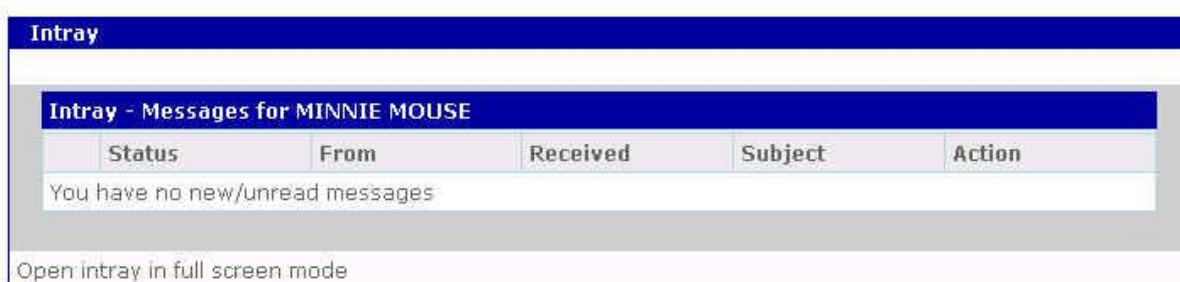 Intray
Intray - Messages for MINNIE MOUSE
Status From Received Subject Action
You have no new/unread messages
Open intray in full screen mode